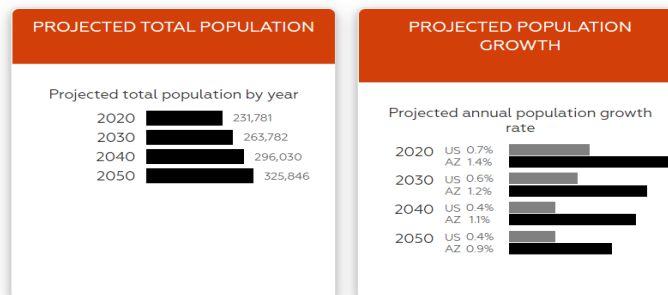 PROJECTED TOTAL POPULATION
Projected total population by year
2020 231,781
2030 263,782
2040 296,030
2050 325,846
PROJECTED POPULATION
GROWTH
Projected annual population growth
rate
2020 US 0.7%
AZ 1.4%
2030 US 0.6%
AZ 1.2%
2040 US 0.4%
AZ 1.1%
2050 US 0.4%
AZ 0.9%